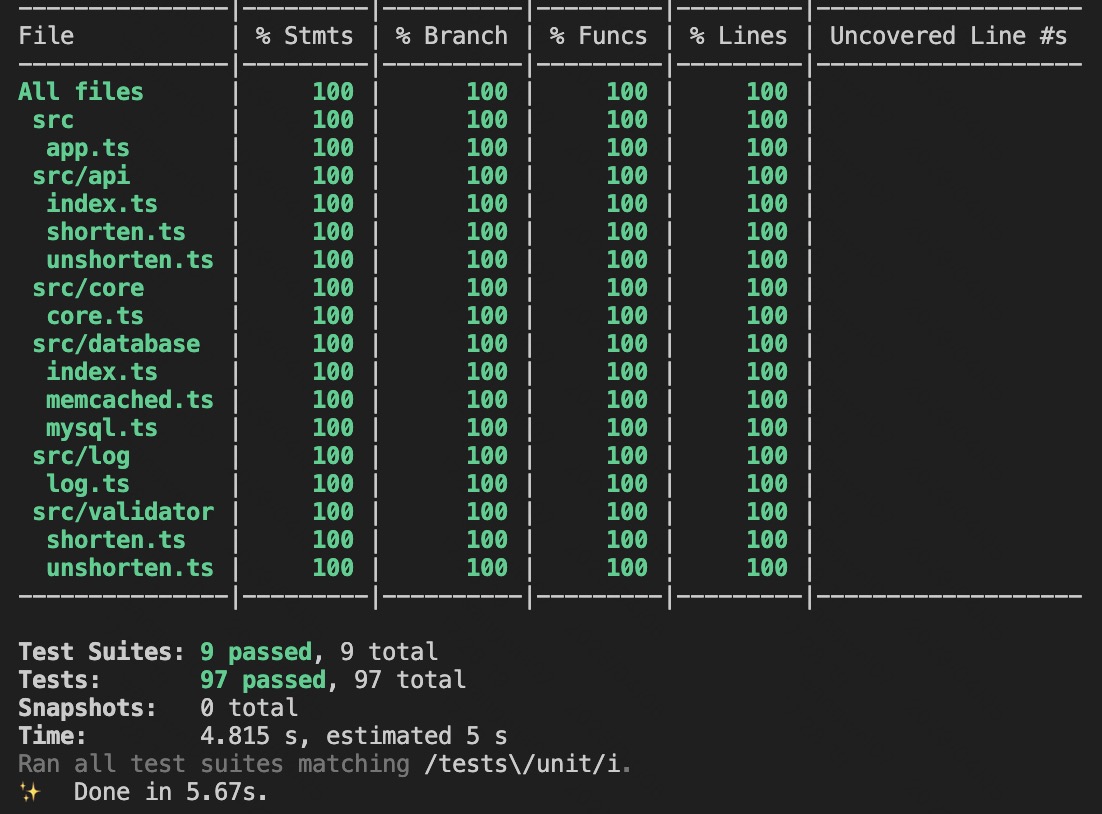 File | % Stmts | % Branch | % Funcs | % Lines | Uncovered Line #s
All files | 100 | 100 | 100 | 100 |
src | 100 | 100 | 100 | 100 |
app.ts | 100 | 100 | 100 | 100 |
src/api | 100 | 100 | 100 | 100 |
index.ts | 100 | 100 | 100 | 100 |
shorten.ts | 100 | 100 | 100 | 100 |
unshorten.ts | 100 | 100 | 100 | 100 |
src/core | 100 | 100 | 100 | 100 |
core.ts | 100 | 100 | 100 | 100 |
src/database | 100 | 100 | 100 | 100 |
index.ts | 100 | 100 | 100 | 100 |
memcached.ts | 100 | 100 | 100 | 100 |
mysql.ts | 100 | 100 | 100 | 100 |
src/log | 100 | 100 | 100 | 100 |
log.ts | 100 | 100 | 100 | 100 |
src/validator | 100 | 100 | 100 | 100 |
shorten.ts | 100 | 100 | 100 | 100 |
unshorten.ts | 100 | 100 | 100 | 100 |
Test Suites: 9 passed, 9 total
Tests: 97 passed, 97 total
Snapshots: 0 total
Time: 4.815 s, estimated 5 s
Ran all test suites matching /tests\/unit/i.
✨ Done in 5.67s.